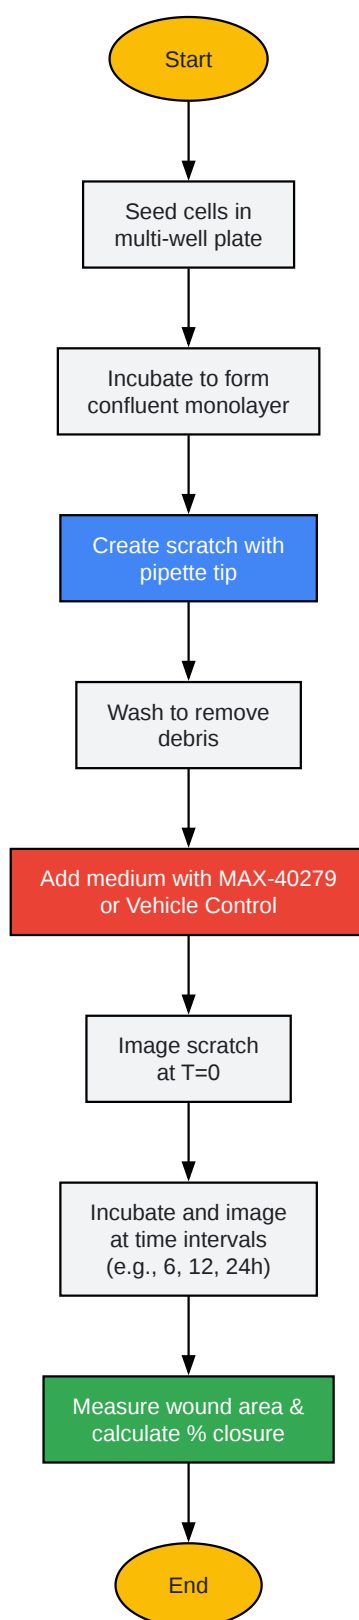 Start
Seed cells in
multi-well plate
Incubate to form
confluent monolayer
Create scratch with
pipette tip
Wash to remove
debris
Add medium with MAX-40279
or Vehicle Control
Image scratch
at T=0
Incubate and image
at time intervals
(e.g., 6, 12, 24h)
Measure wound area &
calculate % closure
End